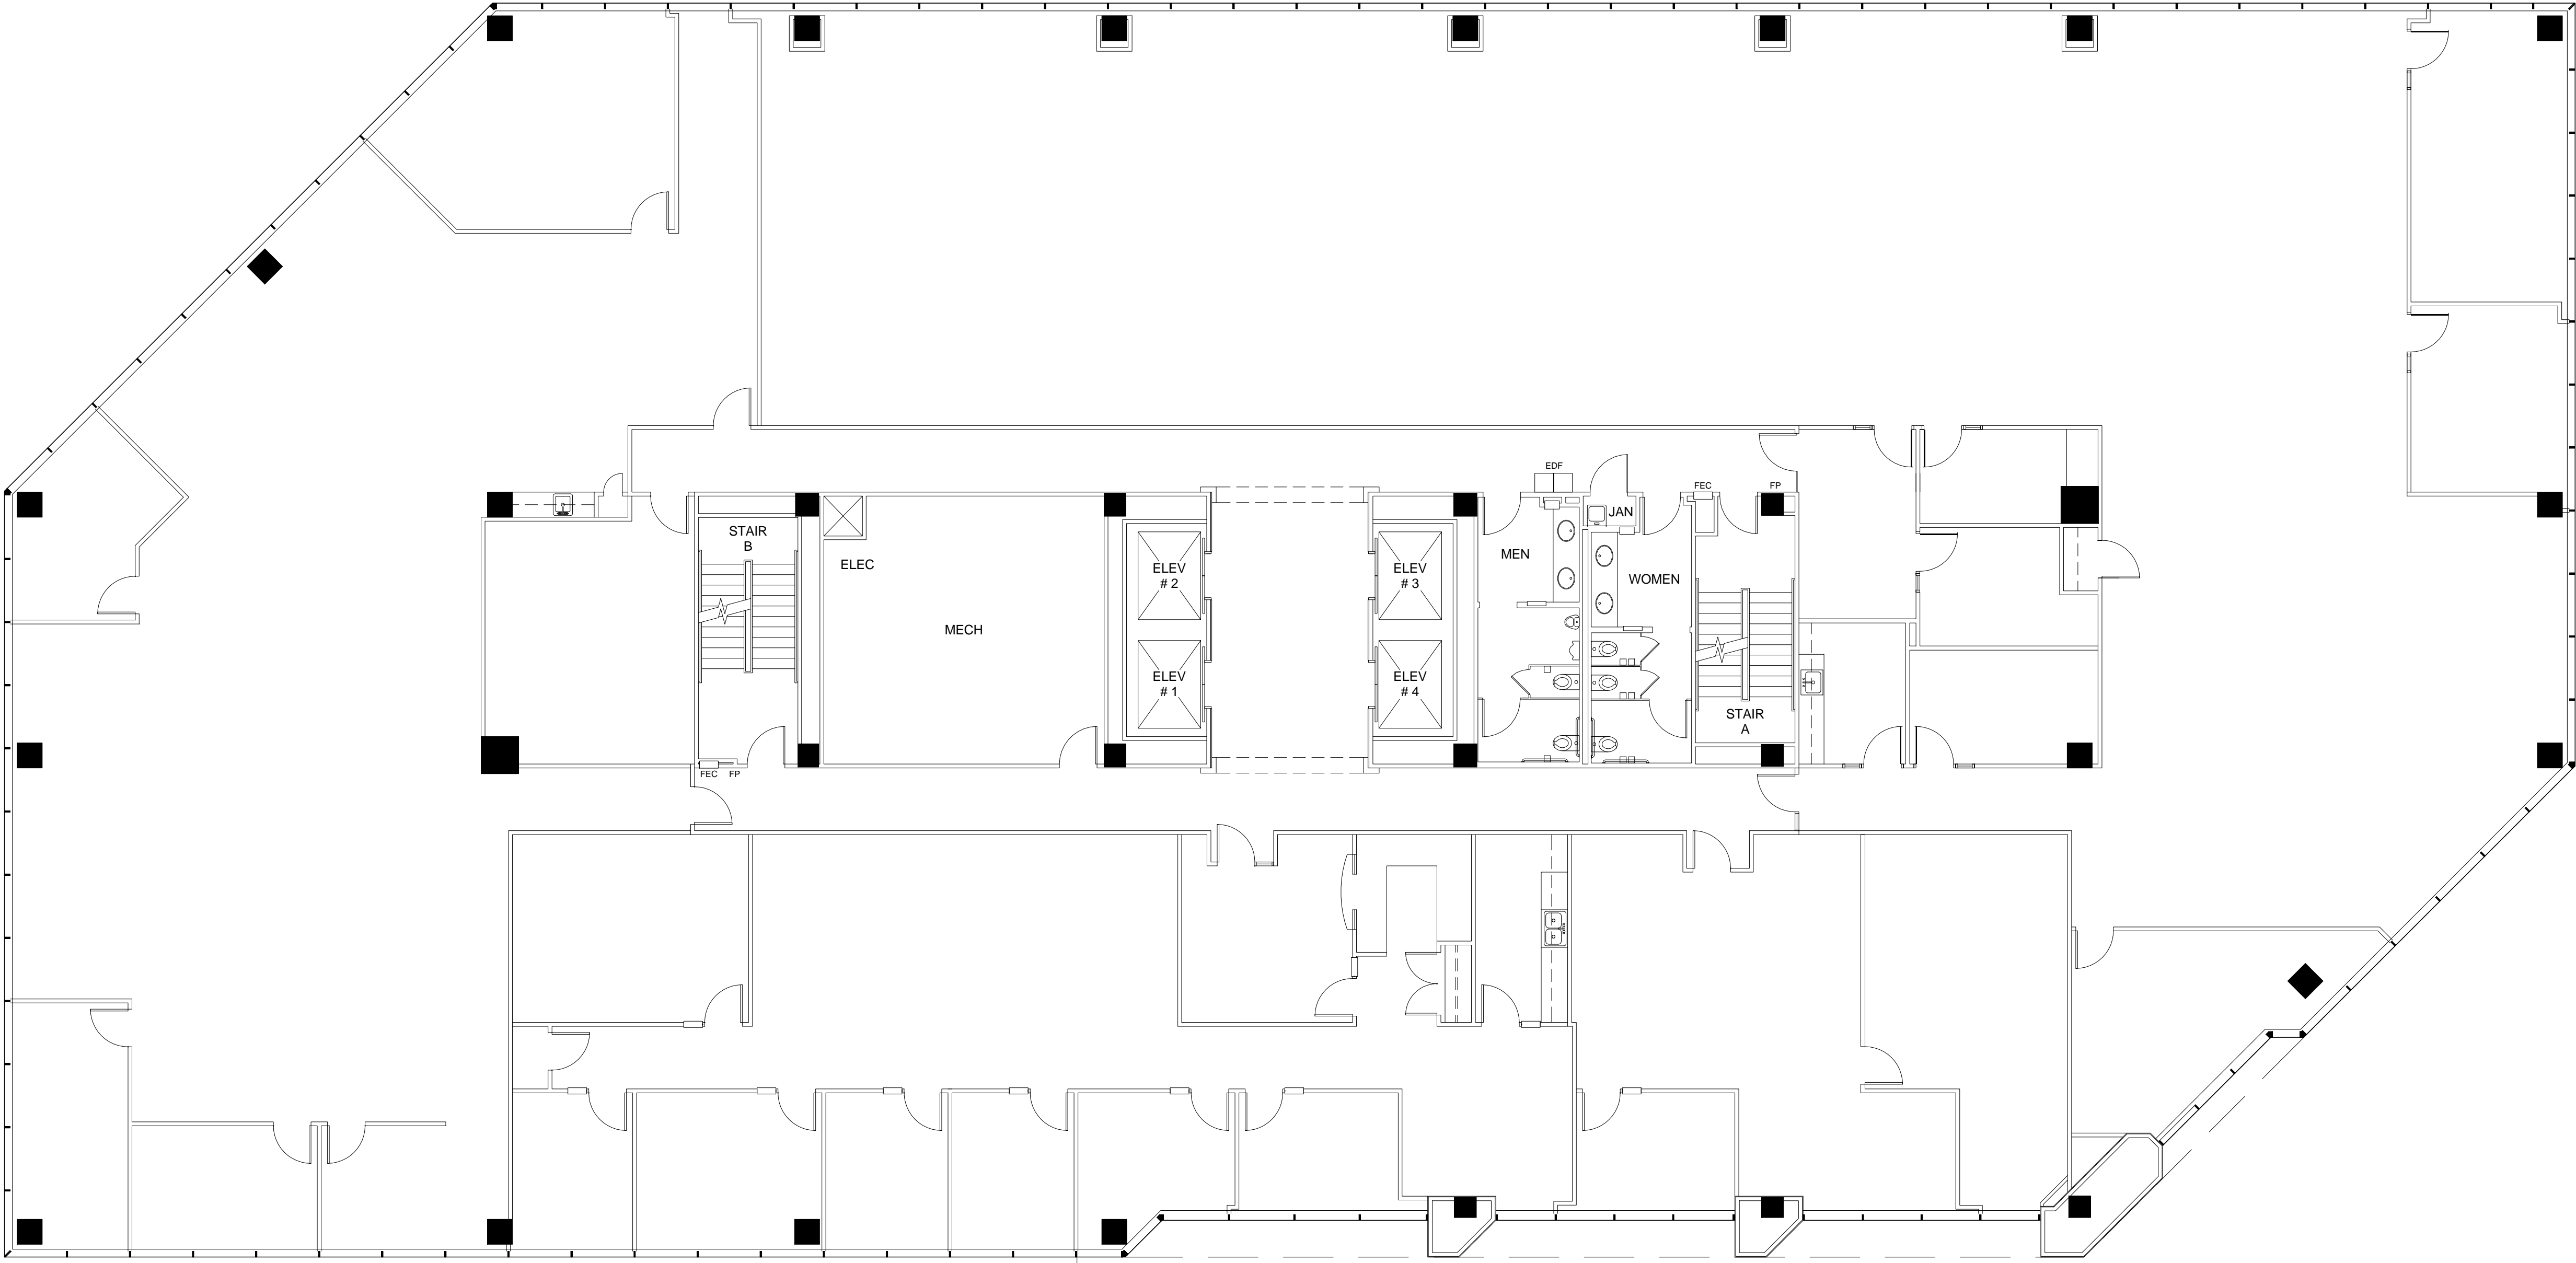 EDF
FEC
FP
JAN
STAIR
B
ELEC
MEN
ELEV
# 2
ELEV
# 3
WOMEN
MECH
ELEV
# 1
ELEV
# 4
STAIR
A
FEC
FP